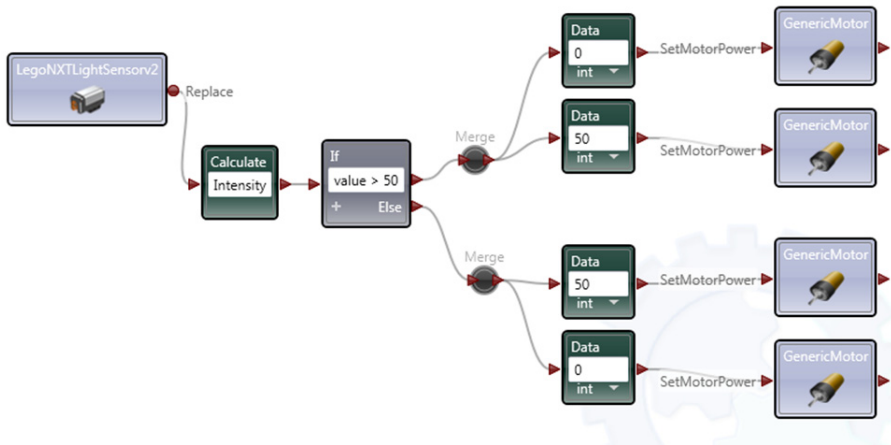 LegoNXTLightSensorv2
Replace
Calculate
Intensity
If
value > 50
Else
Merge
Data
0
int
SetMotorPower
GenericMotor
Data
50
int
SetMotorPower
GenericMotor
Merge
Data
50
int
SetMotorPower
GenericMotor
Data
0
int
SetMotorPower
GenericMotor